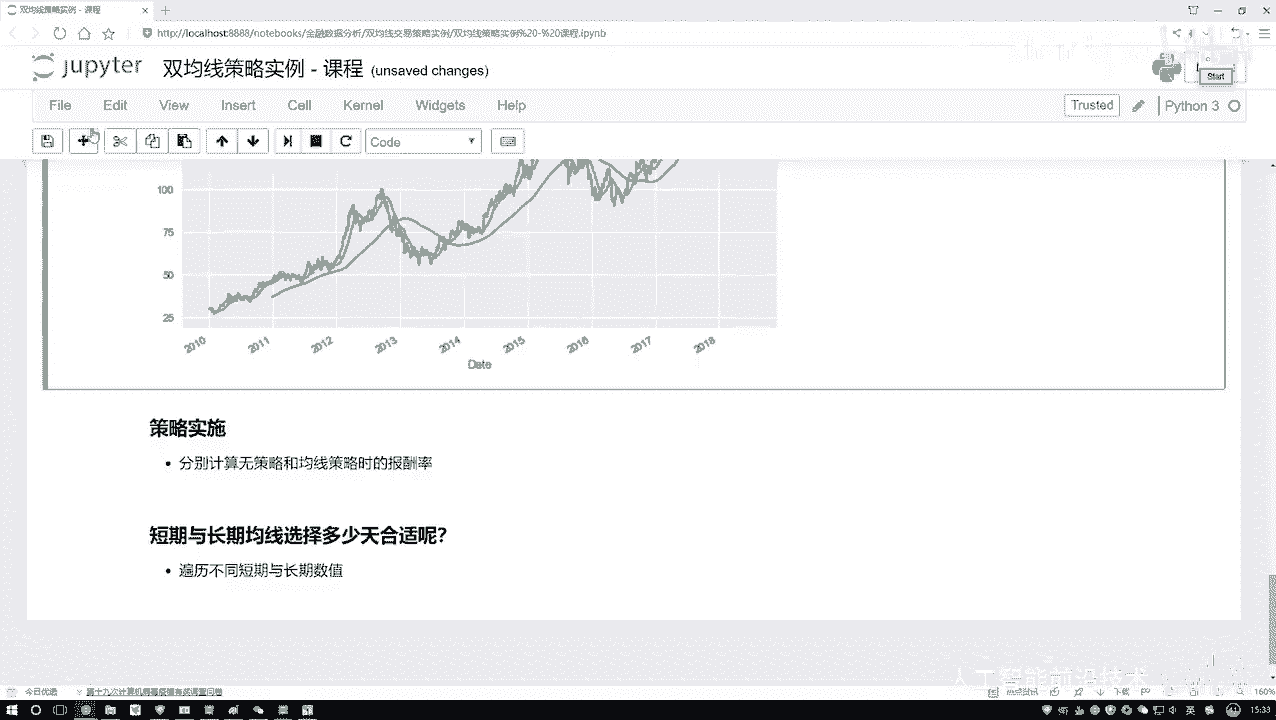 双均线策略实例 - 课程
http://localhost:8888/notebooks/金融数据分析/双均线交易策略实例/双均线策略实例%20-%20课程.ipynb
jupyter 双均线策略实例 - 课程 (unsaved changes)
Start
File Edit View Insert Cell Kernel Widgets Help
Trusted Python 3
Code
100
75
50
25
2010 2011 2012 2013 2014 2015 2016 2017 2018
Date
策略实施
分别计算无策略和均线策略时的报酬率
短期与长期均线选择多少天合适呢?
遍历不同短期与长期数值
人工智能前沿技术
今日优选
160%
英
15:33